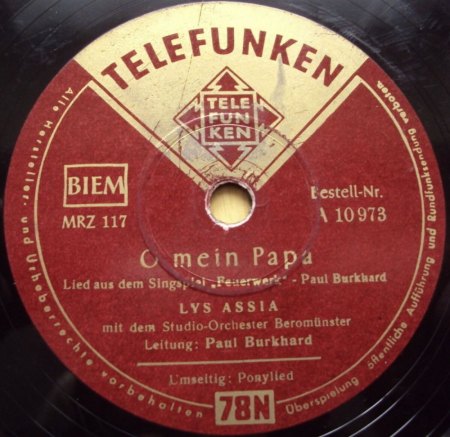 TELEFUNKEN
TELE
FUN
KEN
BIEM
MRZ 117
Bestell-Nr.
A 10973
O mein Papa
Lied aus dem Singspiel „Feuerwerk" - Paul Burkhard
LYS ASSIA
mit dem Studio-Orchester Beromünster
Leitung: Paul Burkhard
Umseitig: Ponylied
78N
Alle Hersteller- und Urheberrechte vorbehalten
Überspielung öffentliche Aufführung und Rundfunksendung verboten